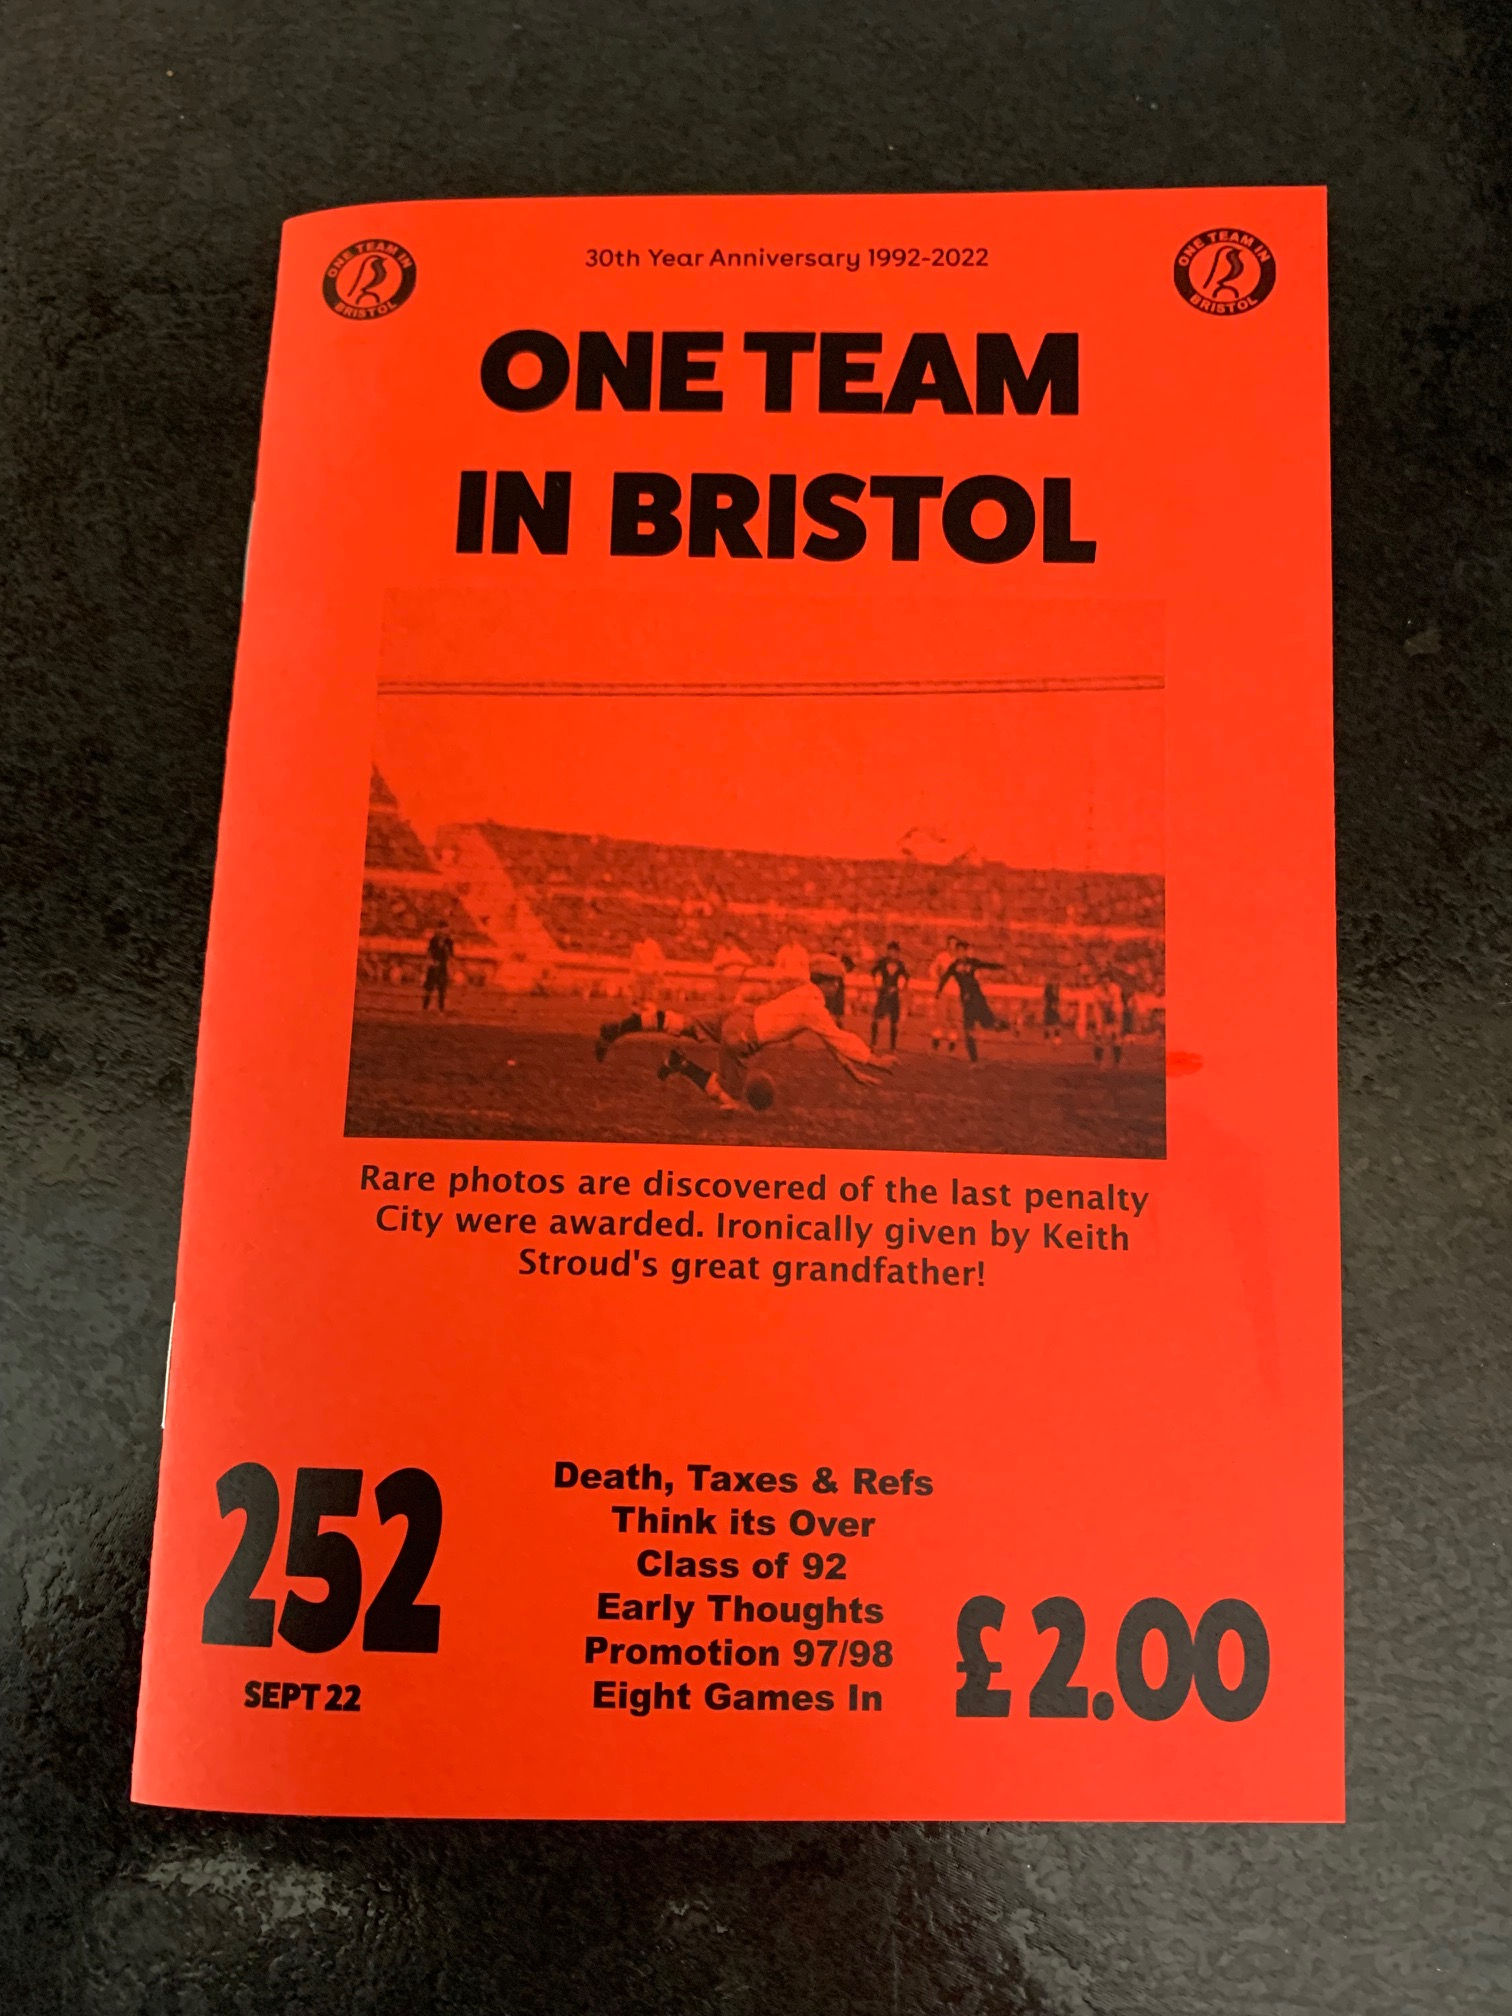 ONE TEAM IN
BRISTOL
30th Year Anniversary 1992-2022
ONE TEAM IN
BRISTOL
ONE TEAM
IN BRISTOL
Rare photos are discovered of the last penalty
City were awarded. Ironically given by Keith
Stroud's great grandfather!
252
SEPT 22
Death, Taxes & Refs
Think its Over
Class of 92
Early Thoughts
Promotion 97/98
Eight Games In
£2.00